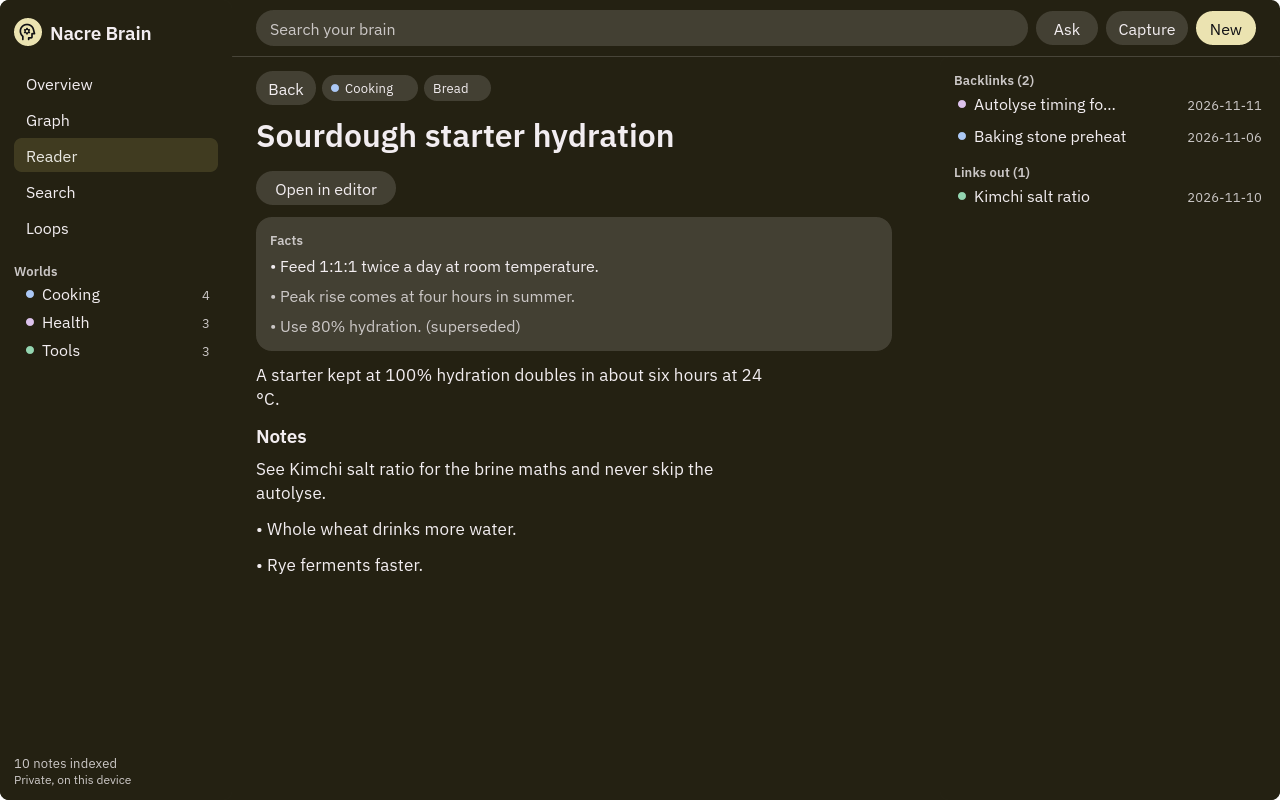 Nacre Brain
Search your brain
Ask
Capture
New
Overview
Graph
Reader
Search
Loops
Worlds
Cooking 4
Health 3
Tools 3
10 notes indexed
Private, on this device
Back
Cooking
Bread
Sourdough starter hydration
Open in editor
Facts
• Feed 1:1:1 twice a day at room temperature.
• Peak rise comes at four hours in summer.
• Use 80% hydration. (superseded)
A starter kept at 100% hydration doubles in about six hours at 24
°C.
Notes
See Kimchi salt ratio for the brine maths and never skip the
autolyse.
• Whole wheat drinks more water.
• Rye ferments faster.
Backlinks (2)
Autolyse timing fo... 2026-11-11
Baking stone preheat 2026-11-06
Links out (1)
Kimchi salt ratio 2026-11-10